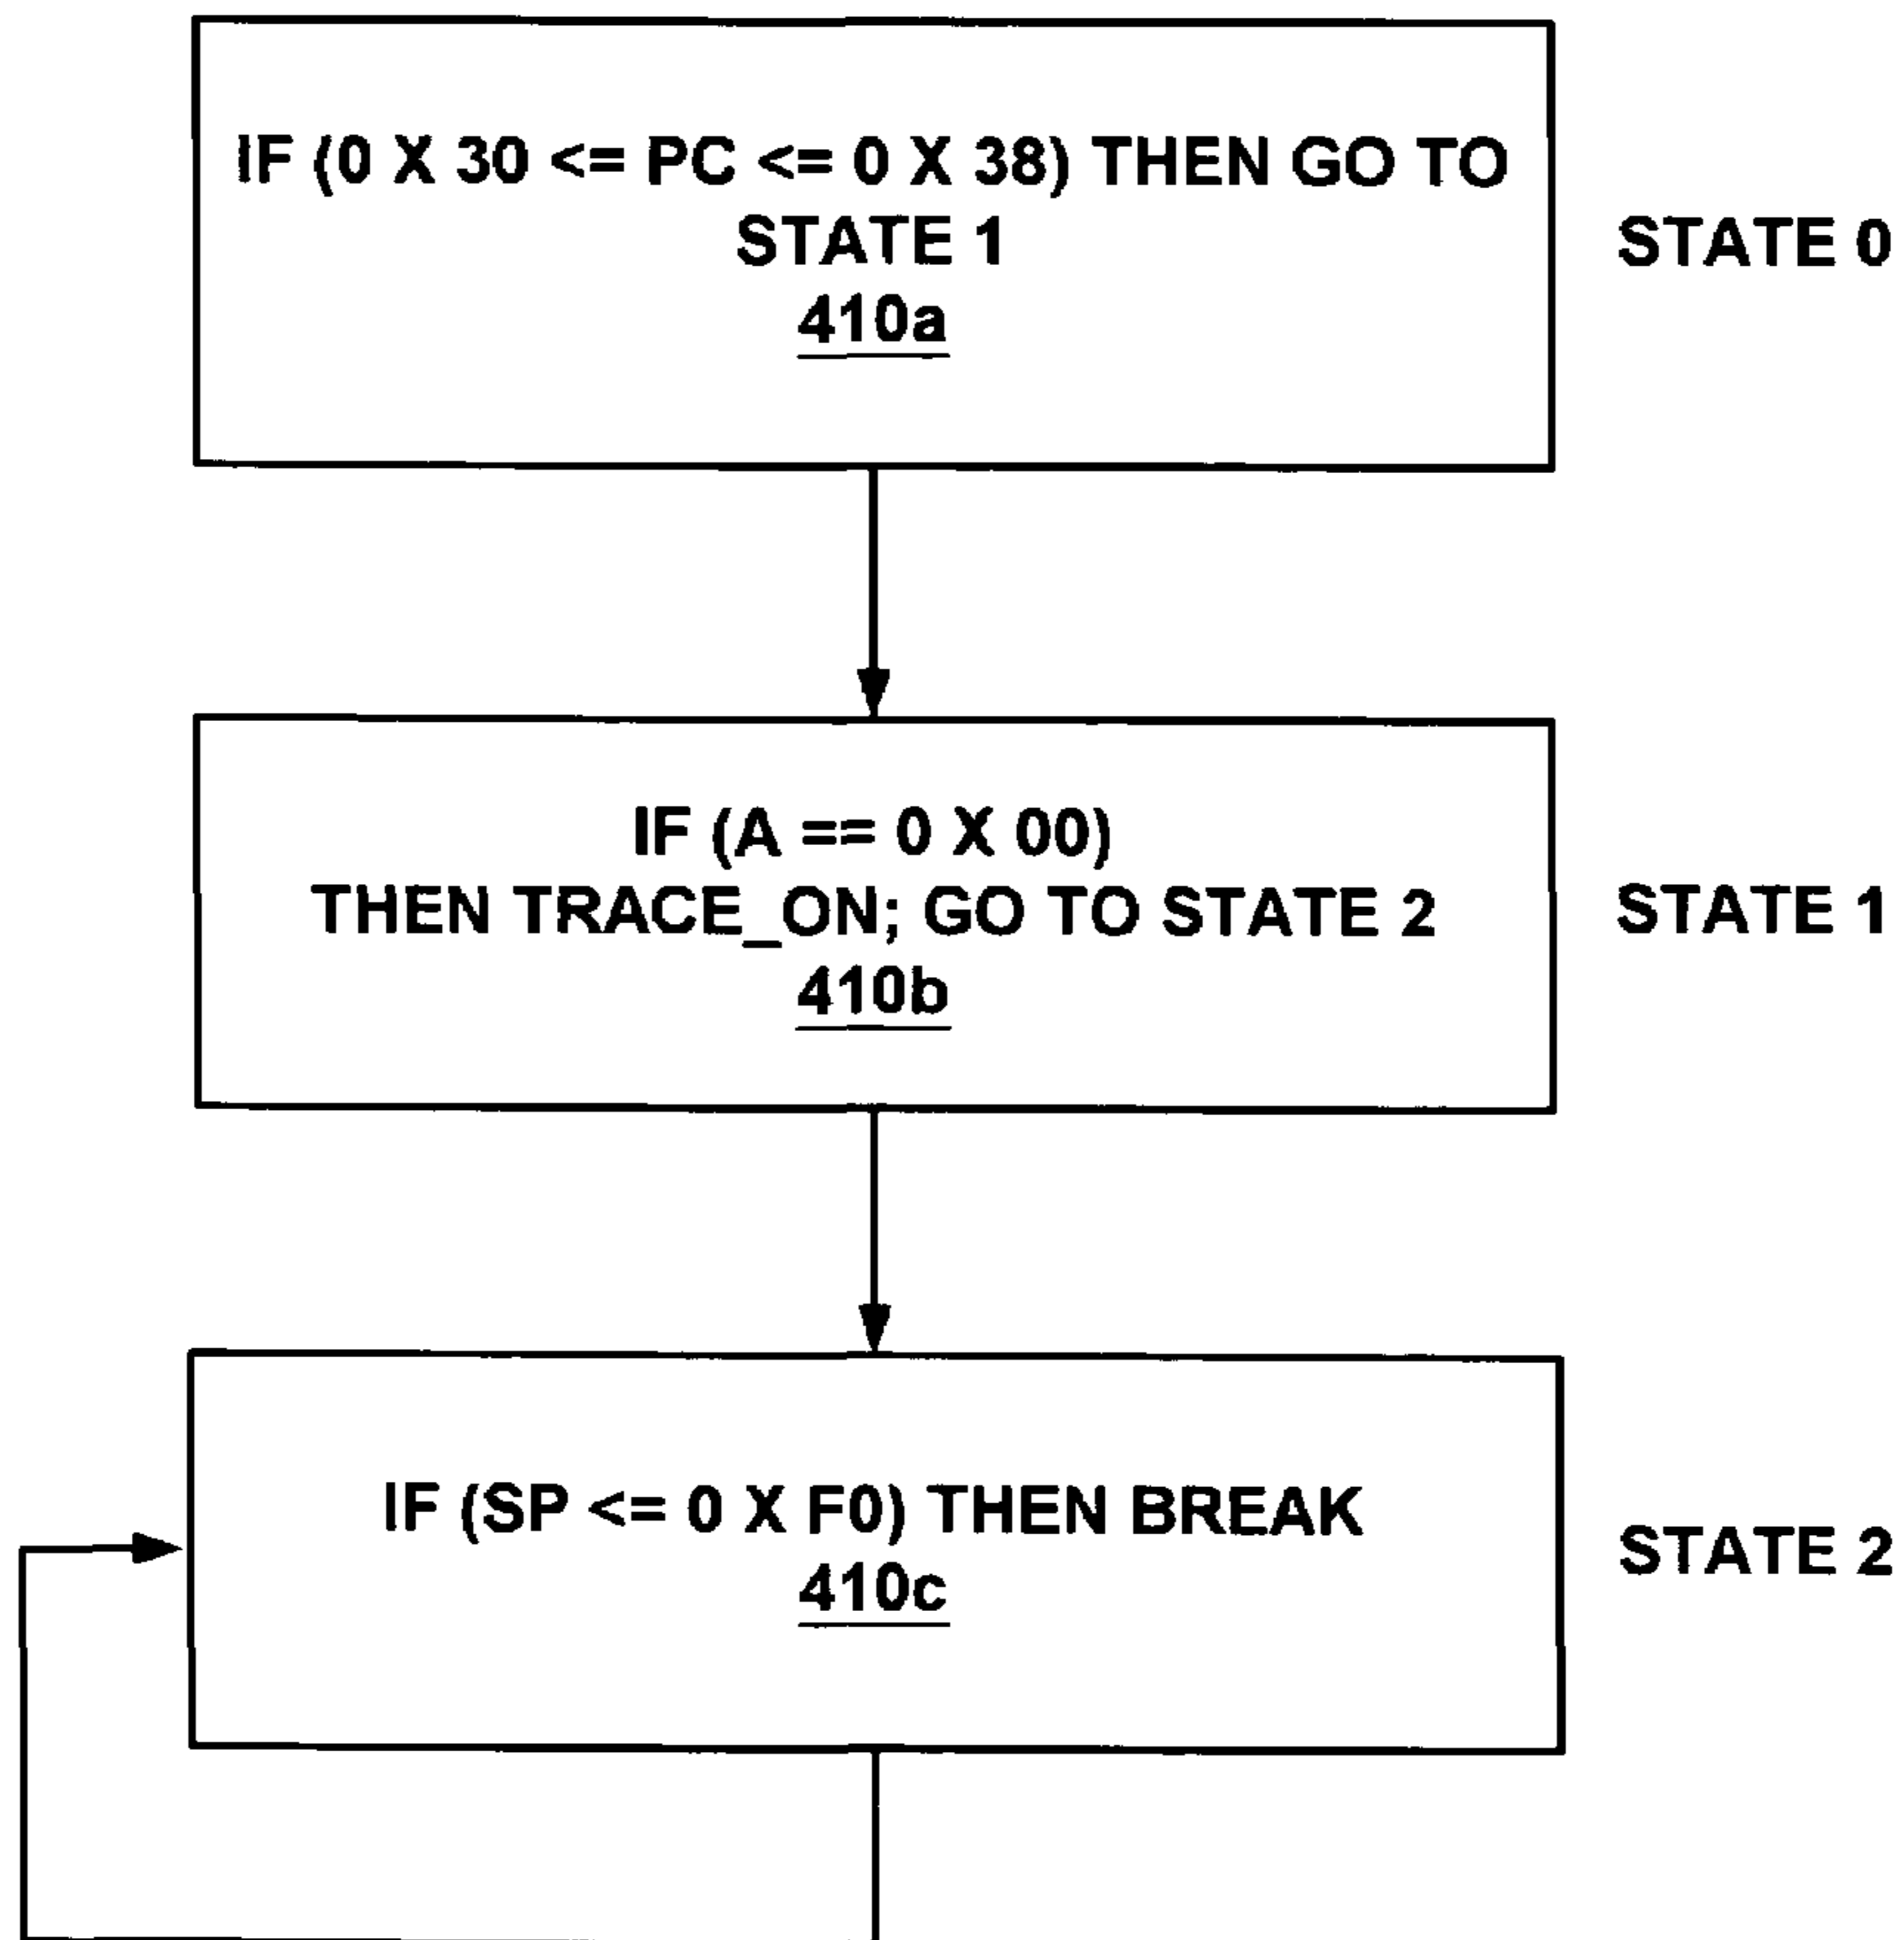 IF (0 X 30 <= PC <= 0 X 38) THEN GO TO
STATE 1
410a
STATE 0
IF (A == 0 X 00)
THEN TRACE_ON; GO TO STATE 2
410b
STATE 1
IF (SP <= 0 X F0) THEN BREAK
410c
STATE 2